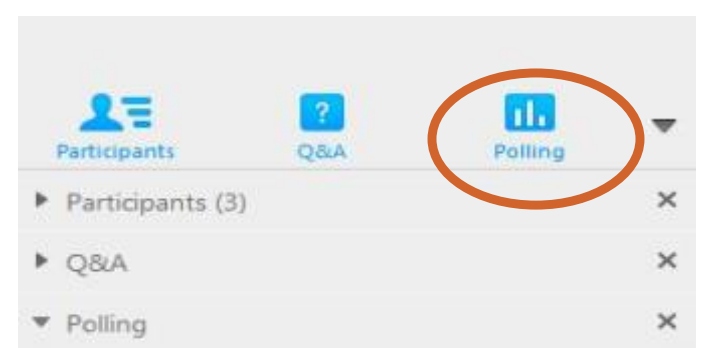 Participants Q&A Polling
Participants (3)
Q&A
Polling